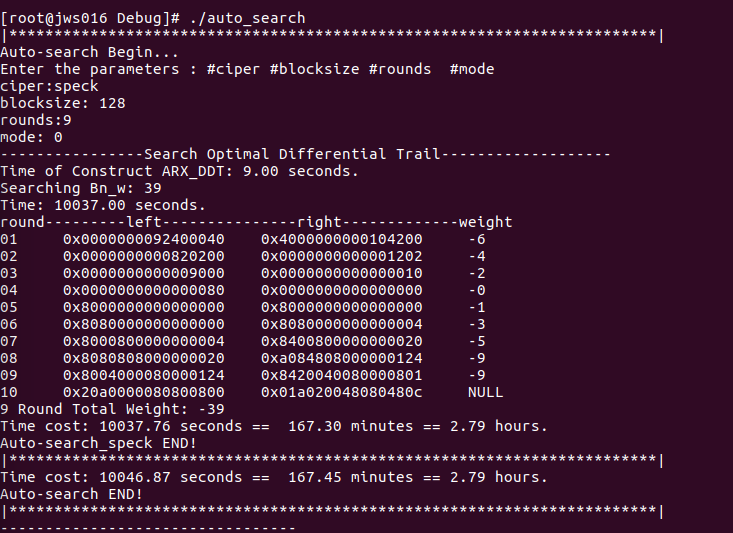 [root@jws016 Debug]# ./auto_search
|*************************************************************************|
Auto-search Begin...
Enter the parameters : #ciper #blocksize #rounds  #mode
ciper:speck
blocksize: 128
rounds:9
mode: 0
----------------Search Optimal Differential Trail-------------------
Time of Construct ARX_DDT: 9.00 seconds.
Searching Bn_w: 39
Time: 10037.00 seconds.
round---------left----------------right-------------weight
01     0x0000000092400040    0x4000000000104200     -6
02     0x0000000000820200    0x0000000000001202     -4
03     0x0000000000009000    0x0000000000000010     -2
04     0x0000000000000080    0x0000000000000000     -0
05     0x8000000000000000    0x8000000000000000     -1
06     0x8080000000000000    0x8080000000000004     -3
07     0x8000800000000004    0x8400800000000020     -5
08     0x8080808000000020    0xa084808000000124     -9
09     0x8004000080000124    0x8420040080000801     -9
10     0x20a0000080800800    0x01a020048080480c     NULL
9 Round Total Weight: -39
Time cost: 10037.76 seconds ==  167.30 minutes == 2.79 hours.
Auto-search_speck END!
|*************************************************************************|
Time cost: 10046.87 seconds ==  167.45 minutes == 2.79 hours.
Auto-search END!
|*************************************************************************|
---------------------------------